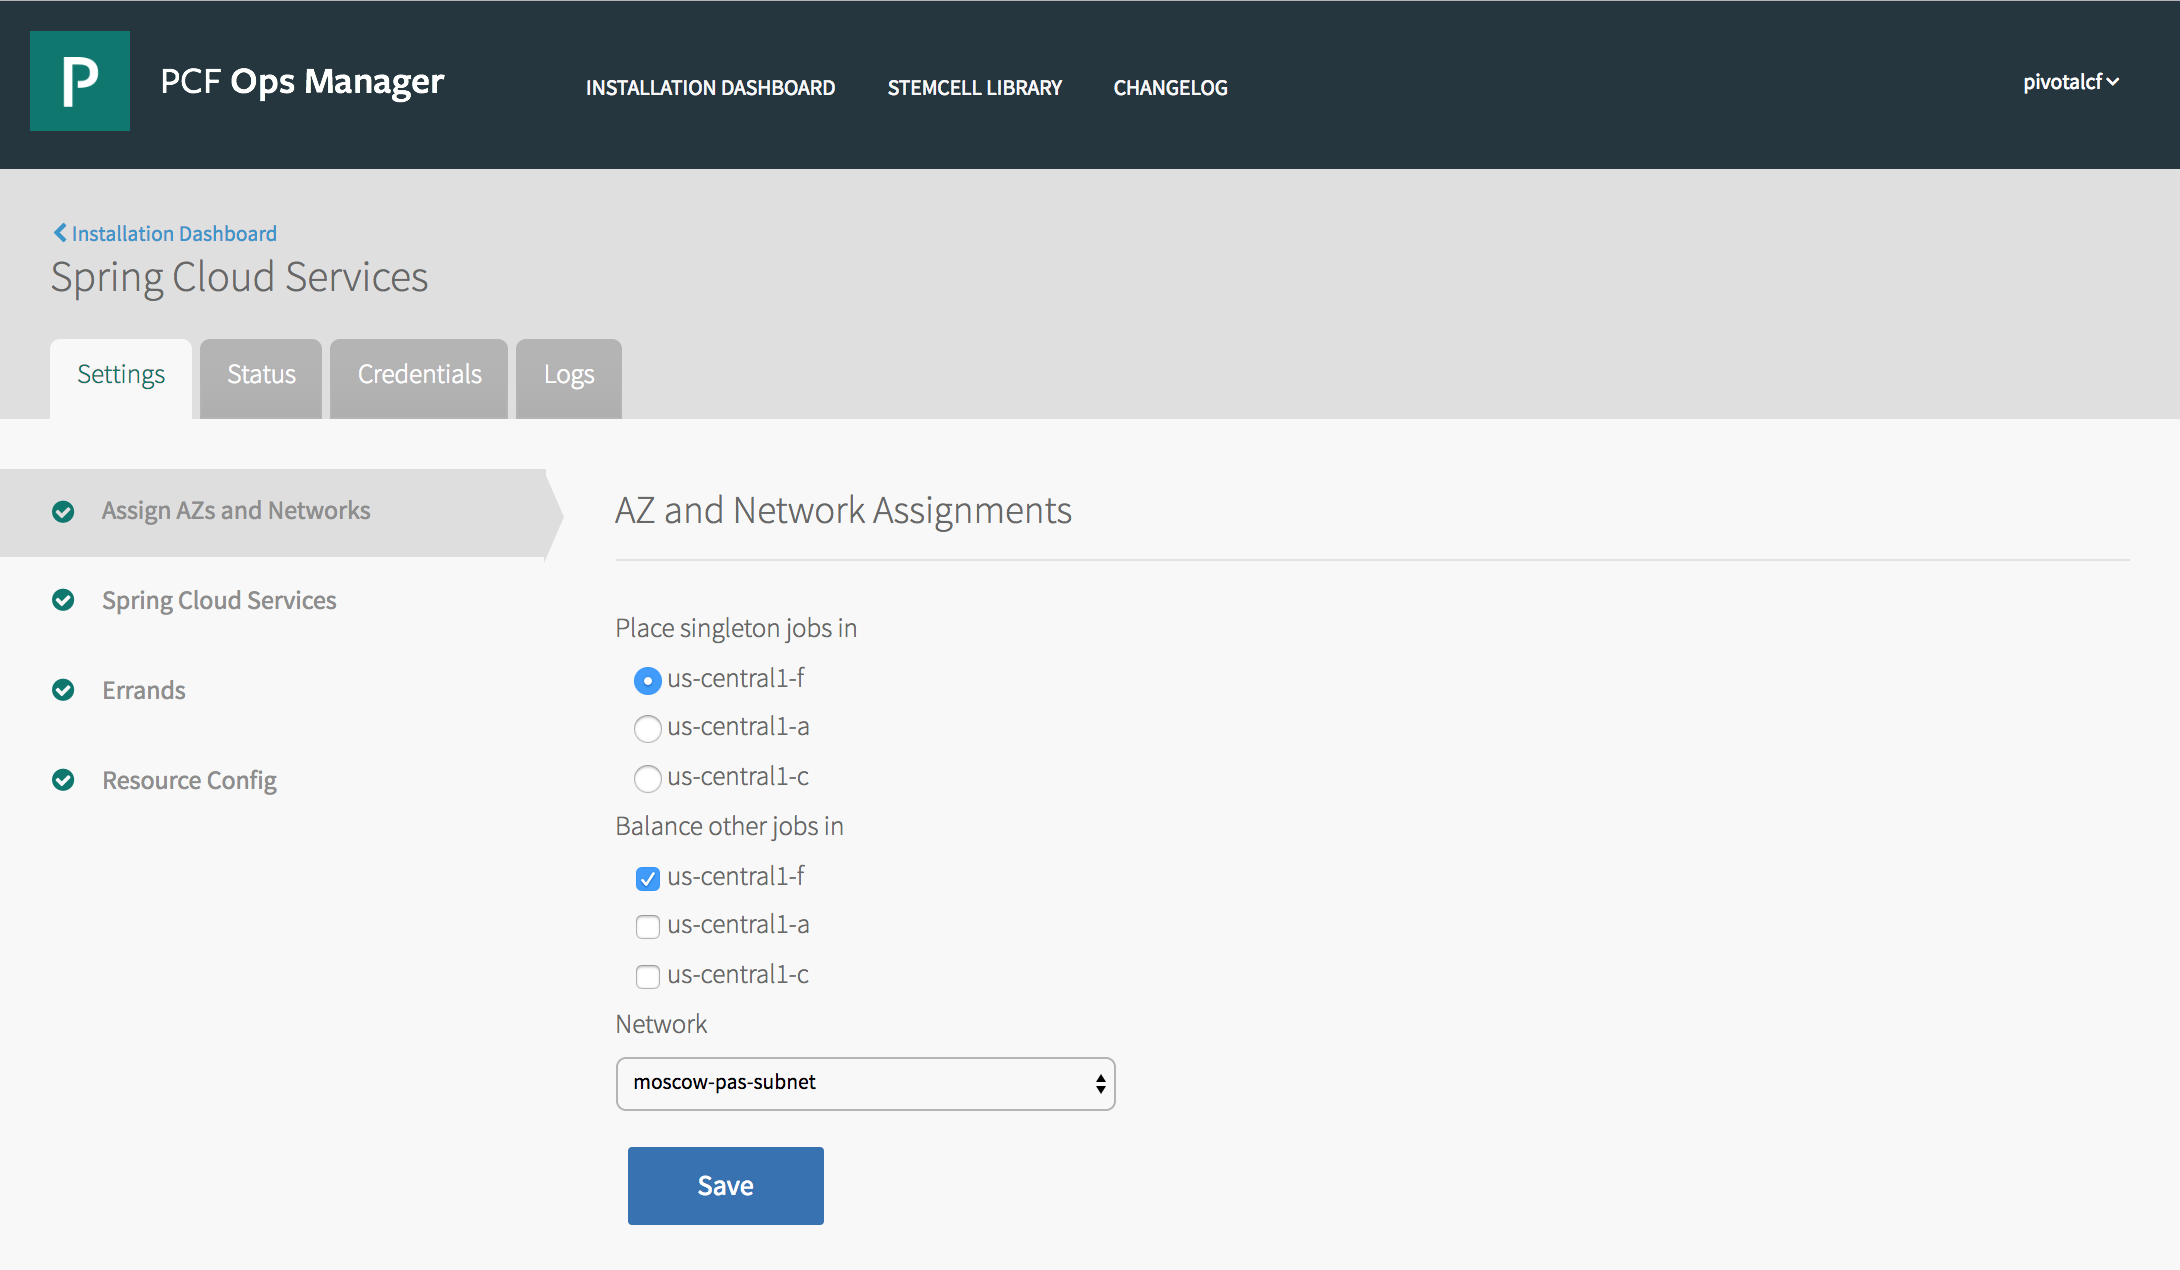 P
PCF Ops Manager
INSTALLATION DASHBOARD
STEMCELL LIBRARY
CHANGELOG
pivotalcf
Installation Dashboard
Spring Cloud Services
Settings
Status
Credentials
Logs
Assign AZs and Networks
Spring Cloud Services
Errands
Resource Config
AZ and Network Assignments
Place singleton jobs in
us-central1-f
us-central1-a
us-central1-c
Balance other jobs in
us-central1-f
us-central1-a
us-central1-c
Network
moscow-pas-subnet
Save